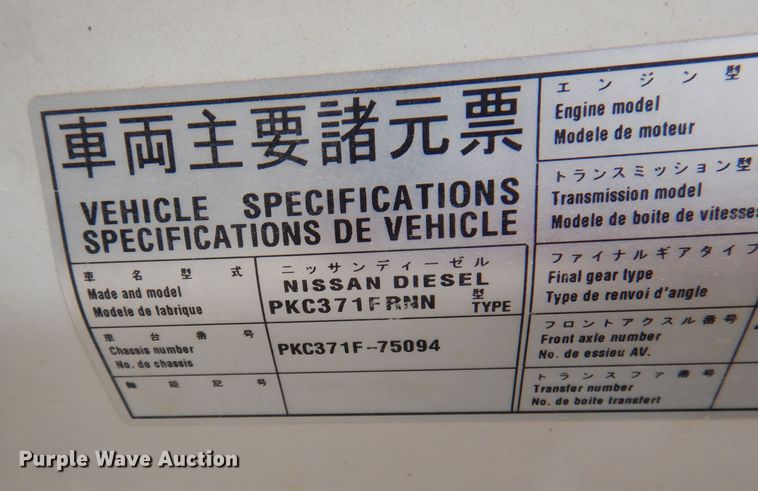 車両主要諸元票
VEHICLE SPECIFICATIONS
SPECIFICATIONS DE VEHICLE
車名型式
Made and model
Modele de fabrique
ニッサンディーゼル
NISSAN DIESEL
PKC371FRNN 型
TYPE
車台番号
Chassis number
No. de chassis
PKC371F-75094
輪距記号
エンジン型
Engine model
Modele de moteur
トランスミッション型
Transmission model
Modele de boite de vitesses
ファイナルギアタイプ
Final gear type
Type de renvoi d'angle
フロントアクスル番号
Front axle number
No. de essieu AV.
トランスファ番号
Transfer number
No. de boite transfert
Purple Wave Auction